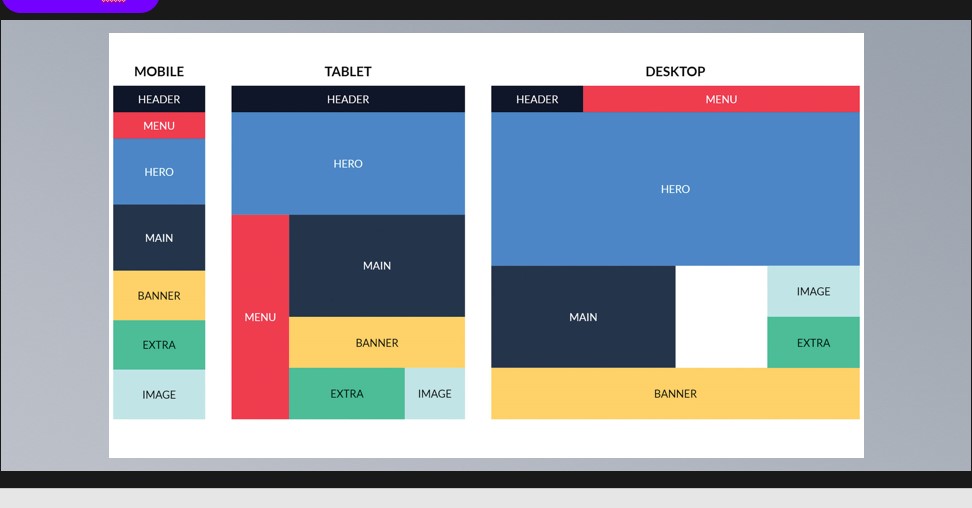 MOBILE
HEADER
MENU
HERO
MAIN
BANNER
EXTRA
IMAGE
TABLET
HEADER
HERO
MENU
MAIN
BANNER
EXTRA
IMAGE
DESKTOP
HEADER
MENU
HERO
MAIN
IMAGE
EXTRA
BANNER